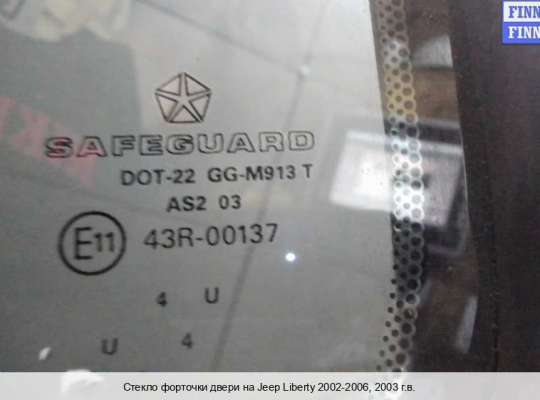 FINN
FINN
SAFEGUARD
DOT-22 GG-M913 T
AS2 03
E11 43R-00137
4 U
U 4
Стекло форточки двери на Jeep Liberty 2002-2006, 2003 г.в.